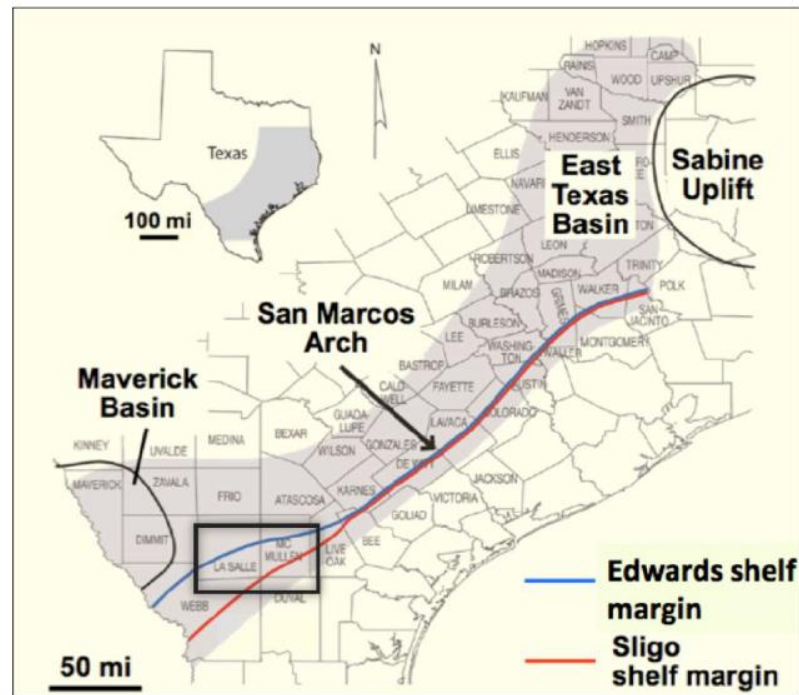 HOPKINS
CAMP
RAINS
WOOD
UPSHUR
KAUFMAN
VAN
ZANDT
SMITH
HENDERSON
ELLIS
NAVAR
East
Texas
Basin
Sabine
Uplift
Texas
100 mi
N
LIMESTONE
TON
LEON
ROBERTSON
MADISON
TRINITY
MILAM
BRAZOS
GRIMES
WALKER
POLK
SAN
JACINTO
San Marcos
Arch
BURLESON
LEE
WASHING-
TON
WALLER
MONTGOMERY
BASTROP
AUSTIN
FAYETTE
CALD
WELL
COLORADO
Maverick
Basin
GUADA-
LUPE
LAVACA
BEXAR
MEDINA
KINNEY
UVALDE
GONZALES
WILSON
DE WITT
JACKSON
MAVERICK
ZAVALA
FRIO
ATASCOSA
KARNES
VICTORIA
GOLIAD
DIMMIT
LA SALLE
MC
MULLEN
LIVE
OAK
BEE
WEBB
DUVAL
Edwards shelf
margin
Sligo
shelf margin
50 mi